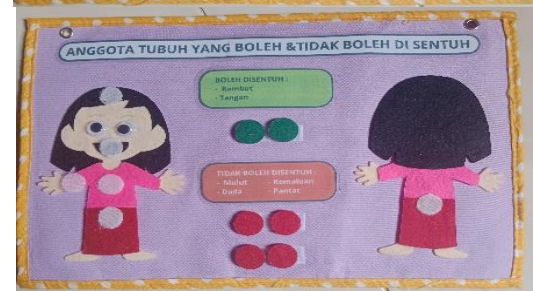 ANGGOTA TUBUH YANG BOLEH &TIDAK BOLEH DI SENTUH
BOLEH DISENTUH :
- Rambut
- Tangan
TIDAK BOLEH DISENTUH :
- Mulut - Kemaluan
- Dada - Pantat